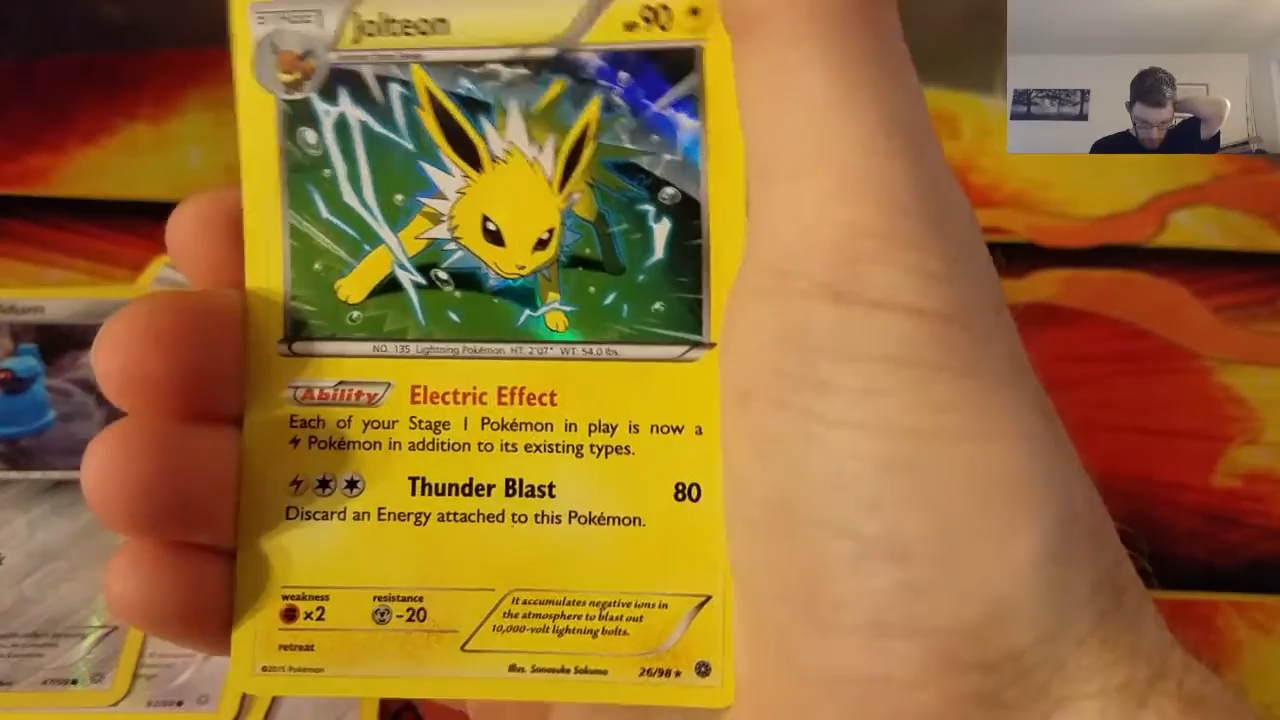 Jolteon
90
NO. 135 Lightning Pokémon HT: 2'07" WT: 54.0 lbs.
Ability Electric Effect
Each of your Stage 1 Pokémon in play is now a
Pokémon in addition to its existing types.
Thunder Blast 80
Discard an Energy attached to this Pokémon.
weakness resistance
×2 -20
retreat
It accumulates negative ions in
the atmosphere to blast out
10,000-volt lightning bolts.
©2015 Pokémon Illus. Sanosuke Sakuma 26/98